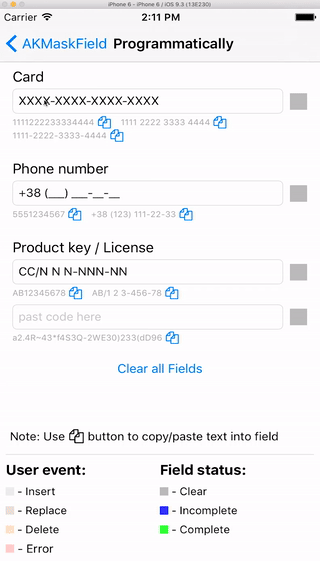 iPhone 6 - iPhone 6 / iOS 9.3 (13E230)
Carrier 2:11 PM
AKMaskField Programmatically
Card
XXXX-XXXX-XXXX-XXXX
1111222233334444 1111 2222 3333 4444
1111-2222-3333-4444
Phone number
+38 (___) ___-__-__
5551234567 +38 (123) 111-22-33
Product key / License
CC/N N N-NNN-NN
AB12345678 AB/1 2 3-456-78
past code here
a2.4R~43*f4S3Q-2WE30)233(dD96
Clear all Fields
Note: Use button to copy/paste text into field
User event: Field status:
- Insert - Clear
- Replace - Incomplete
- Delete - Complete
- Error